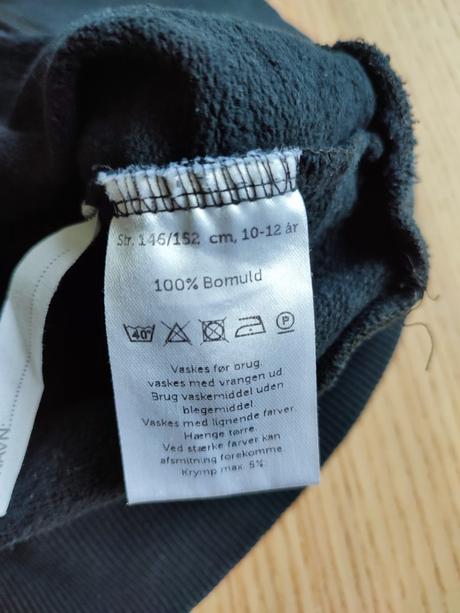 Str. 146/152 cm, 10-12 år
100% Bomuld
40°
P
Vaskes før brug.
vaskes med vrangen ud
Brug vaskemiddel uden
blegemiddel.
Vaskes med lignende farver.
Hænge tørre.
Ved stærke farver kan
afsmitning forekomme.
Krymp max. 5%
NAVN: